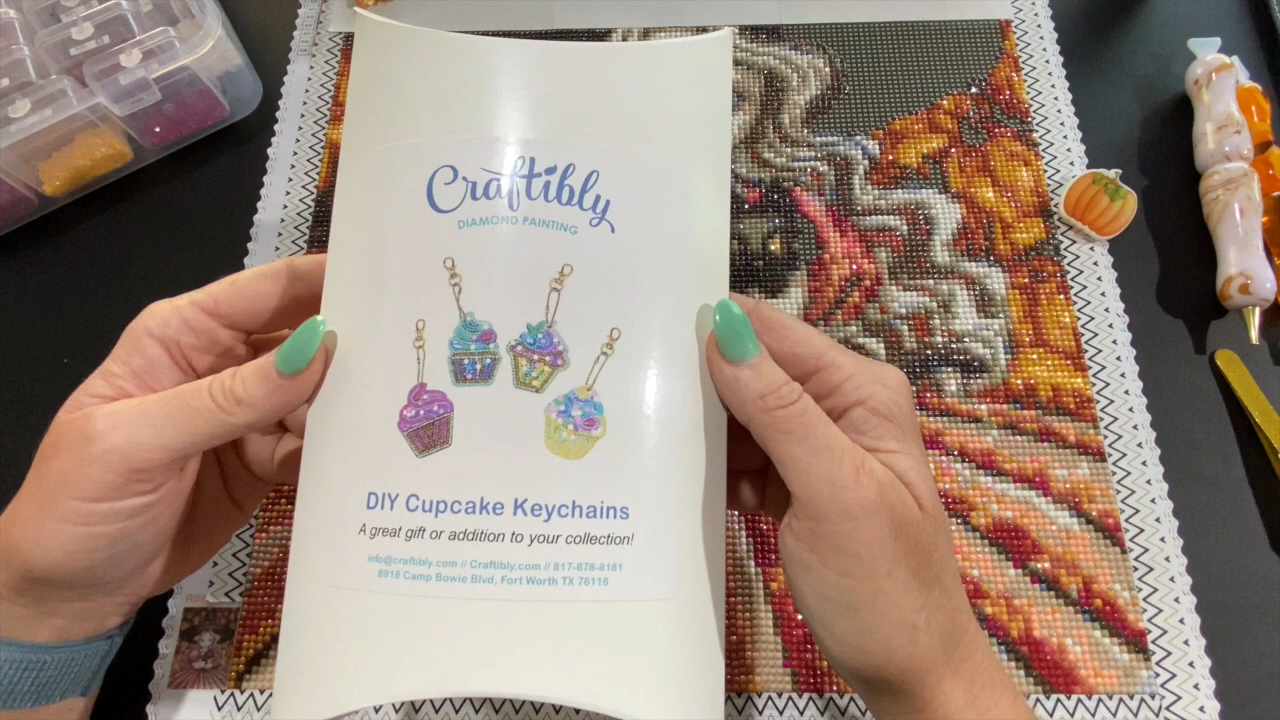 Craftibly
DIAMOND PAINTING
DIY Cupcake Keychains
A great gift or addition to your collection!
info@craftibly.com // Craftibly.com // 817-678-8181
6918 Camp Bowie Blvd, Fort Worth TX 76116